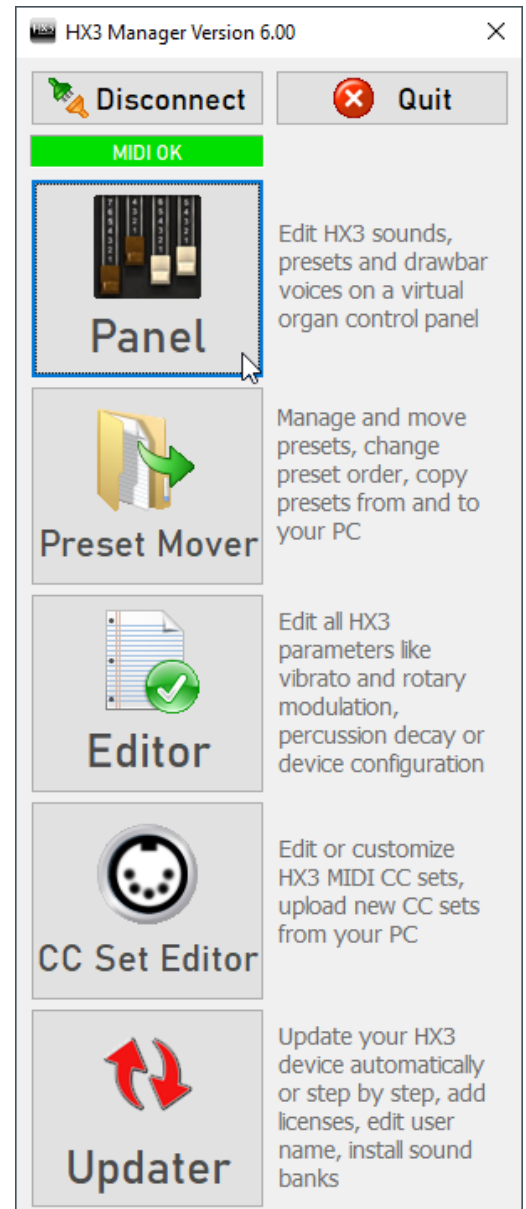 HX3 Manager Version 6.00
Disconnect
Quit
MIDI OK
Panel
Edit HX3 sounds,
presets and drawbar
voices on a virtual
organ control panel
Preset Mover
Manage and move
presets, change
preset order, copy
presets from and to
your PC
Editor
Edit all HX3
parameters like
vibrato and rotary
modulation,
percussion decay or
device configuration
CC Set Editor
Edit or customize
HX3 MIDI CC sets,
upload new CC sets
from your PC
Updater
Update your HX3
device automatically
or step by step, add
licenses, edit user
name, install sound
banks